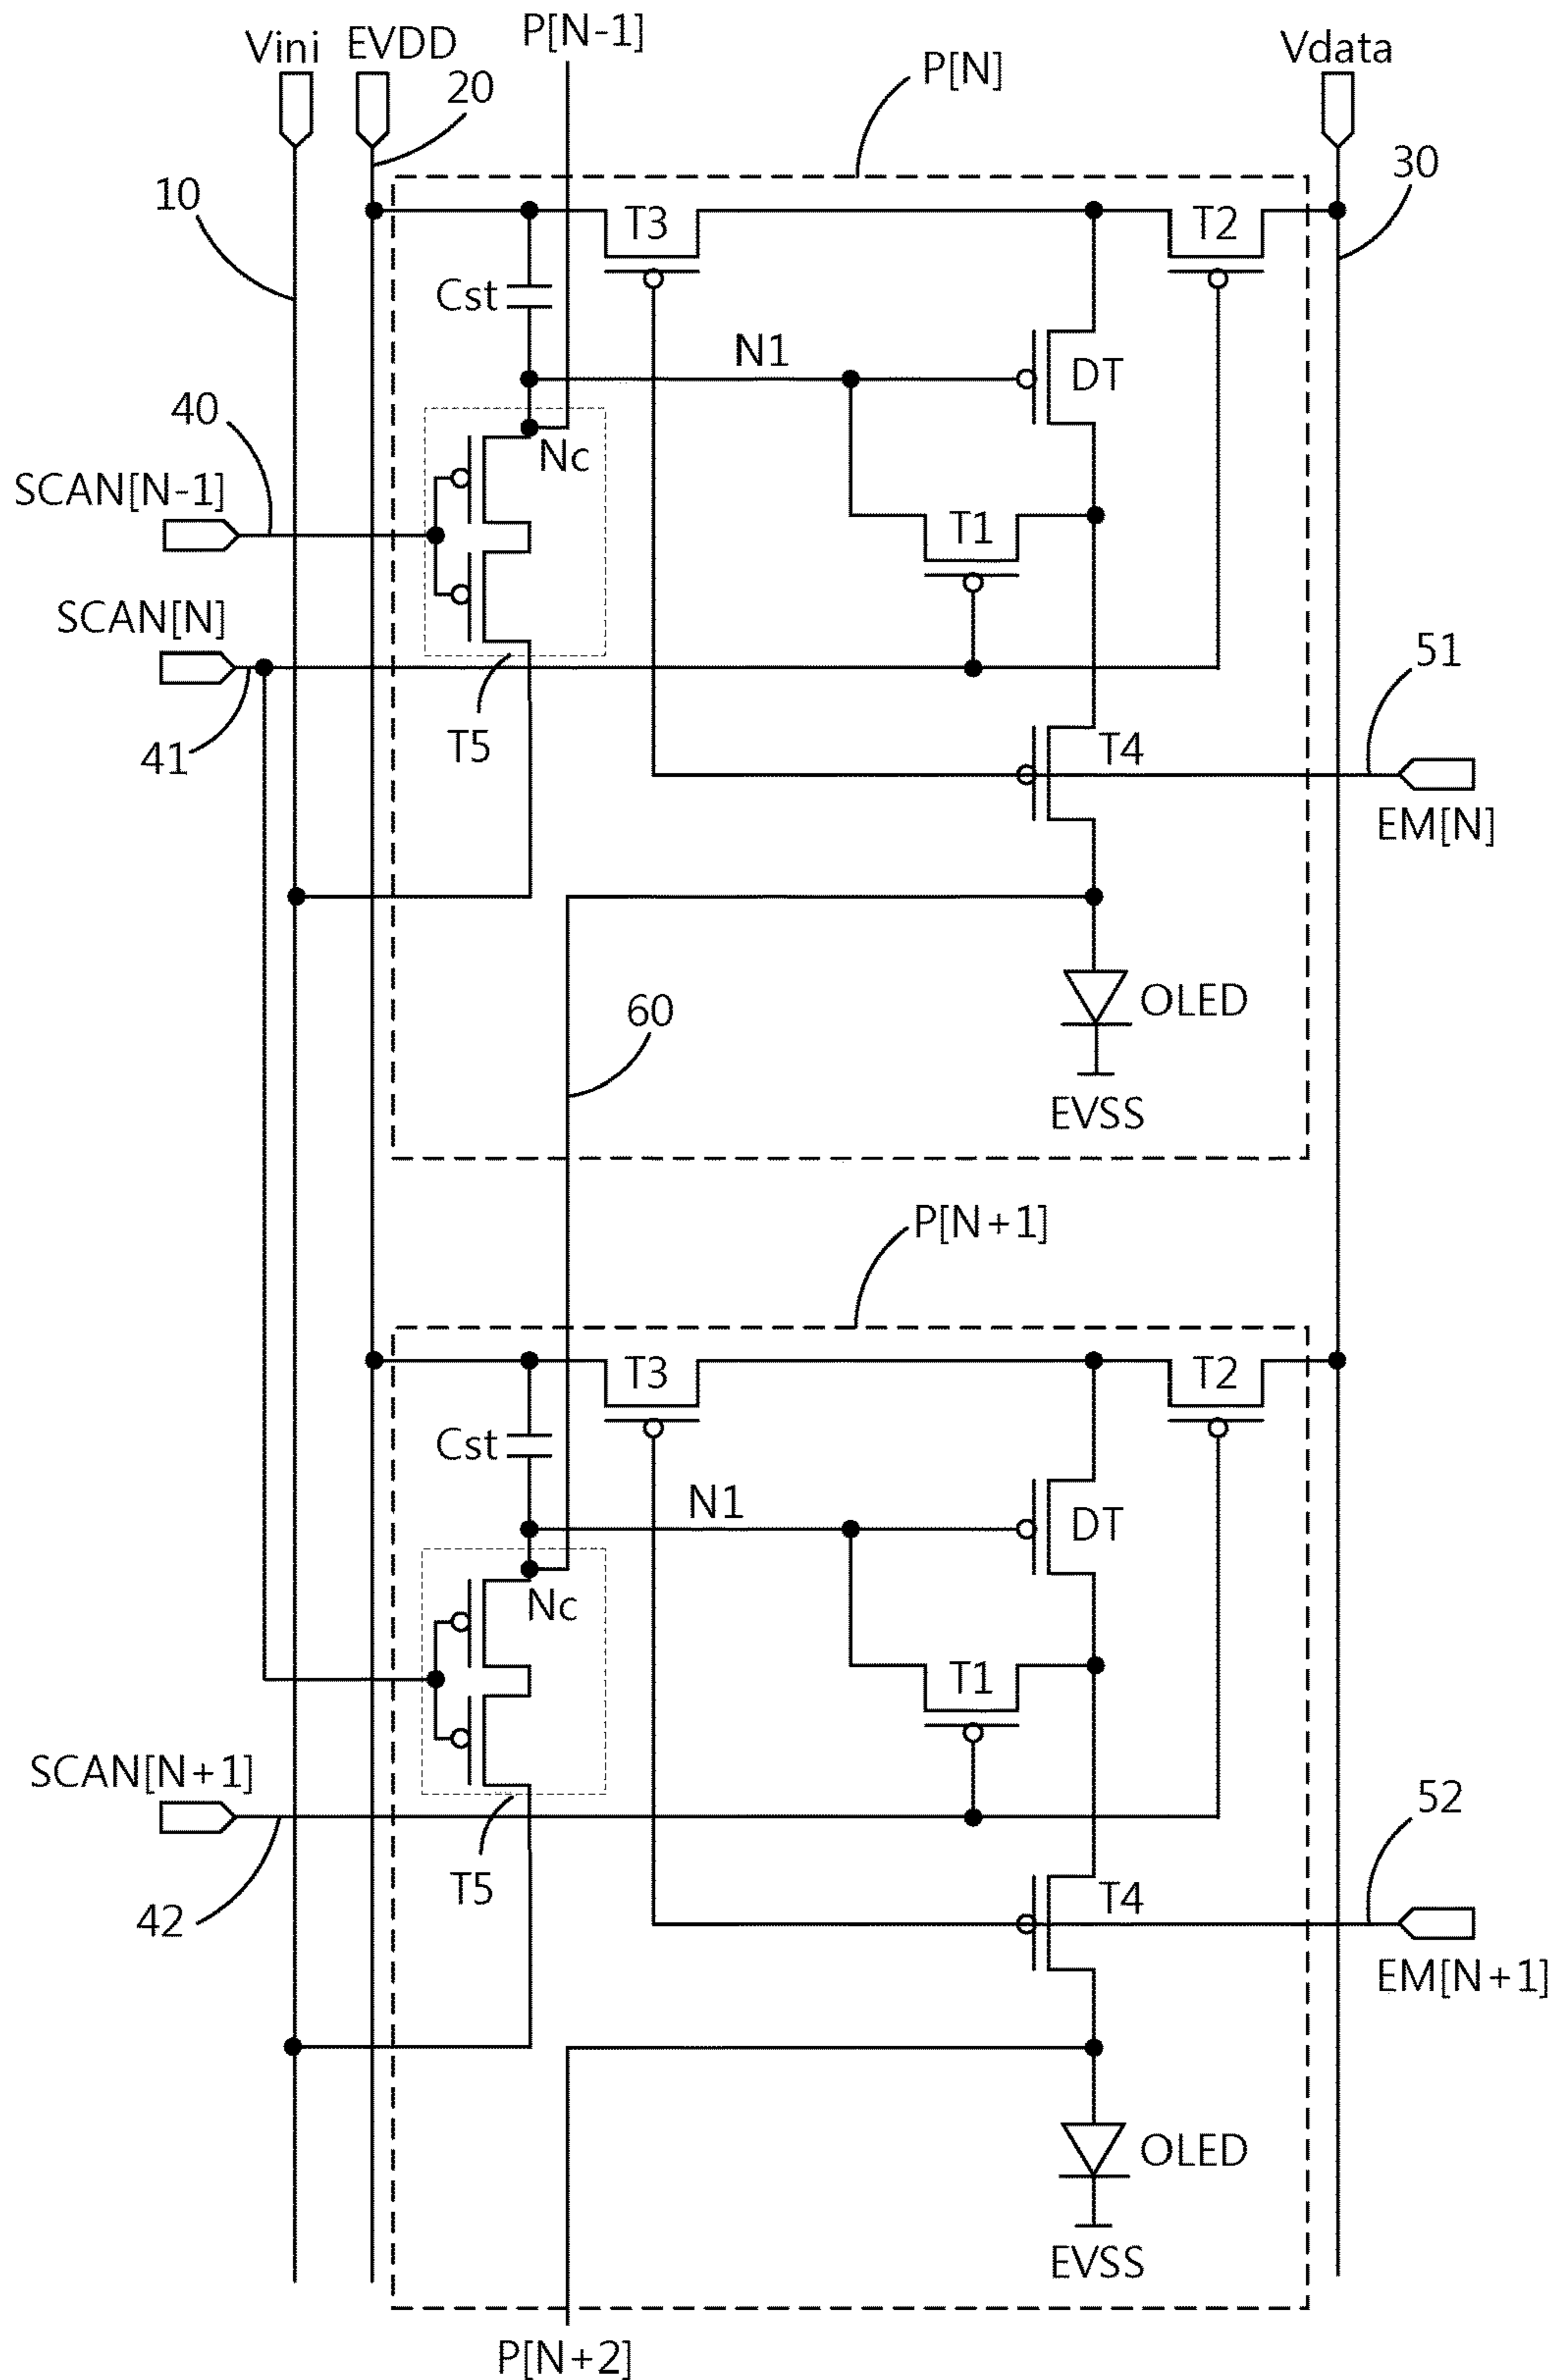 P[N-1]
Vini
EVDD
Vdata
20
P[N]
30
10
T3
T2
Cst
N1
DT
40
Nc
SCAN[N-1]
T1
SCAN[N]
51
41
T5
T4
EM[N]
OLED
60
EVSS
P[N+1]
T3
T2
Cst
N1
DT
Nc
T1
SCAN[N+1]
52
T5
T4
42
EM[N+1]
OLED
EVSS
P[N+2]